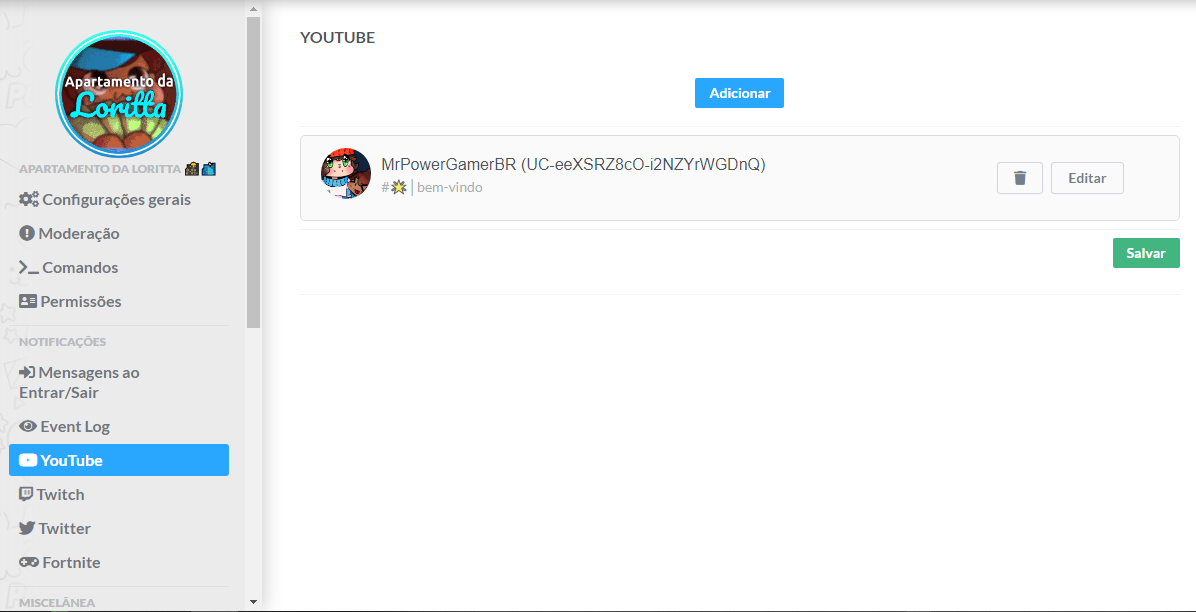 Apartamento da
Loritta
APARTAMENTO DA LORITTA
Configurações gerais
Moderação
Comandos
Permissões
NOTIFICAÇÕES
Mensagens ao
Entrar/Sair
Event Log
YouTube
Twitch
Twitter
Fortnite
MISCELÂNEA
YOUTUBE
Adicionar
MrPowerGamerBR (UC-eeXSRZ8cO-i2NZYrWGDnQ)
#🌟 | bem-vindo
Editar
Salvar